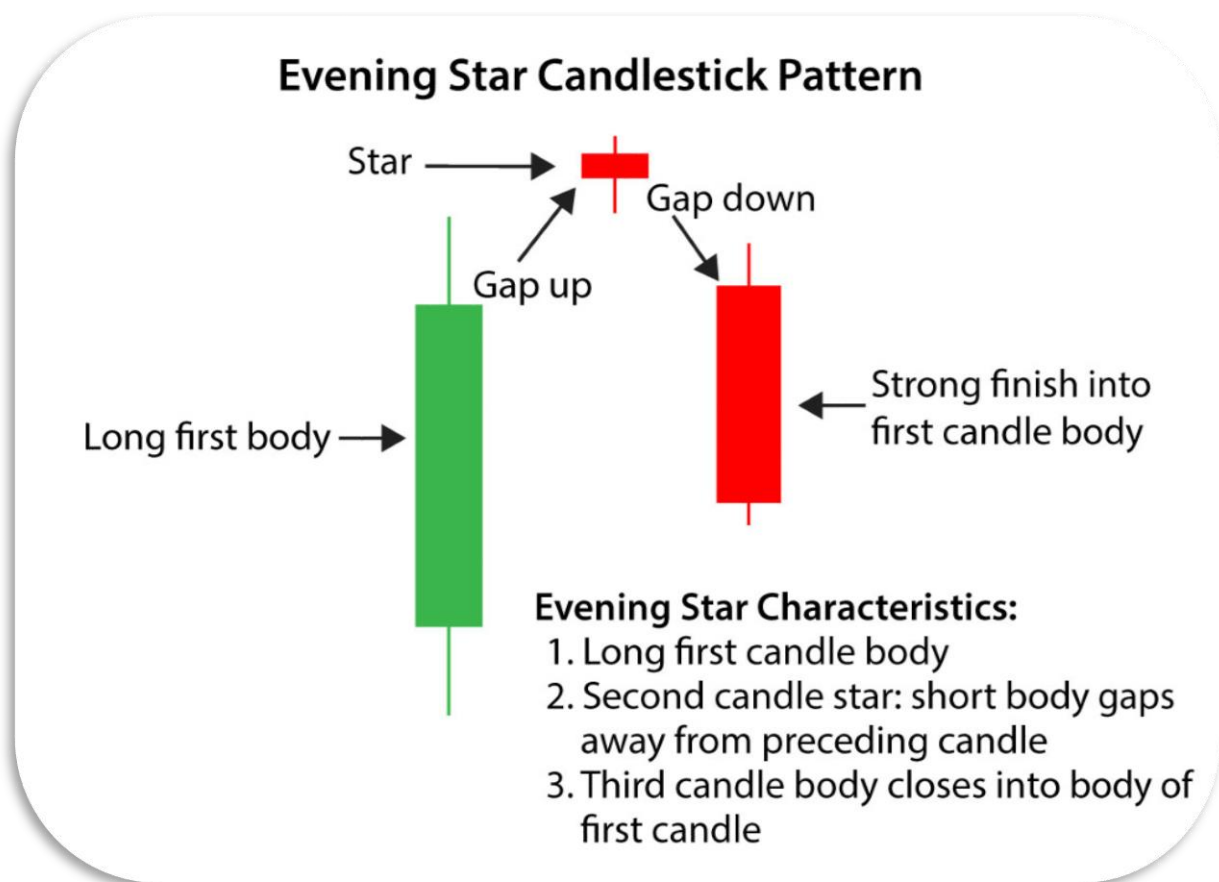 Evening Star Candlestick Pattern
Star
Gap down
Gap up
Long first body
Strong finish into
first candle body
Evening Star Characteristics:
1. Long first candle body
2. Second candle star: short body gaps
away from preceding candle
3. Third candle body closes into body of
first candle